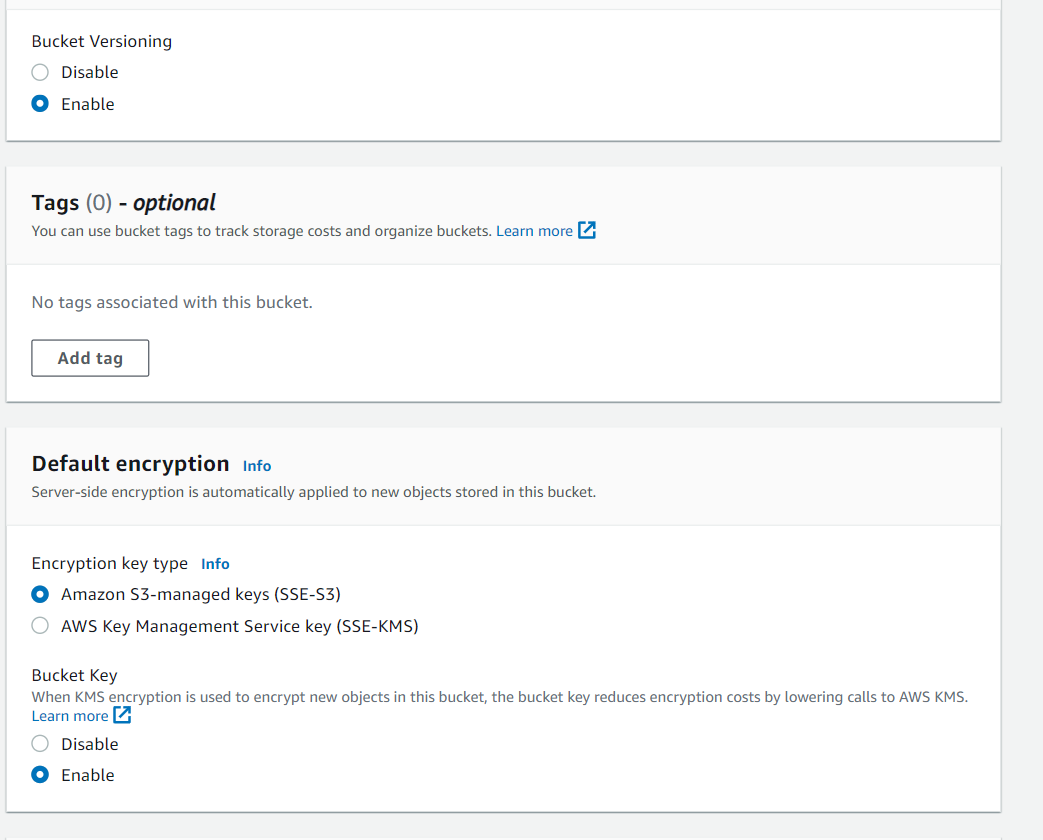 Bucket Versioning
Disable
Enable
Tags (0) - optional
You can use bucket tags to track storage costs and organize buckets. Learn more
No tags associated with this bucket.
Add tag
Default encryption Info
Server-side encryption is automatically applied to new objects stored in this bucket.
Encryption key type Info
Amazon S3-managed keys (SSE-S3)
AWS Key Management Service key (SSE-KMS)
Bucket Key
When KMS encryption is used to encrypt new objects in this bucket, the bucket key reduces encryption costs by lowering calls to AWS KMS.
Learn more
Disable
Enable